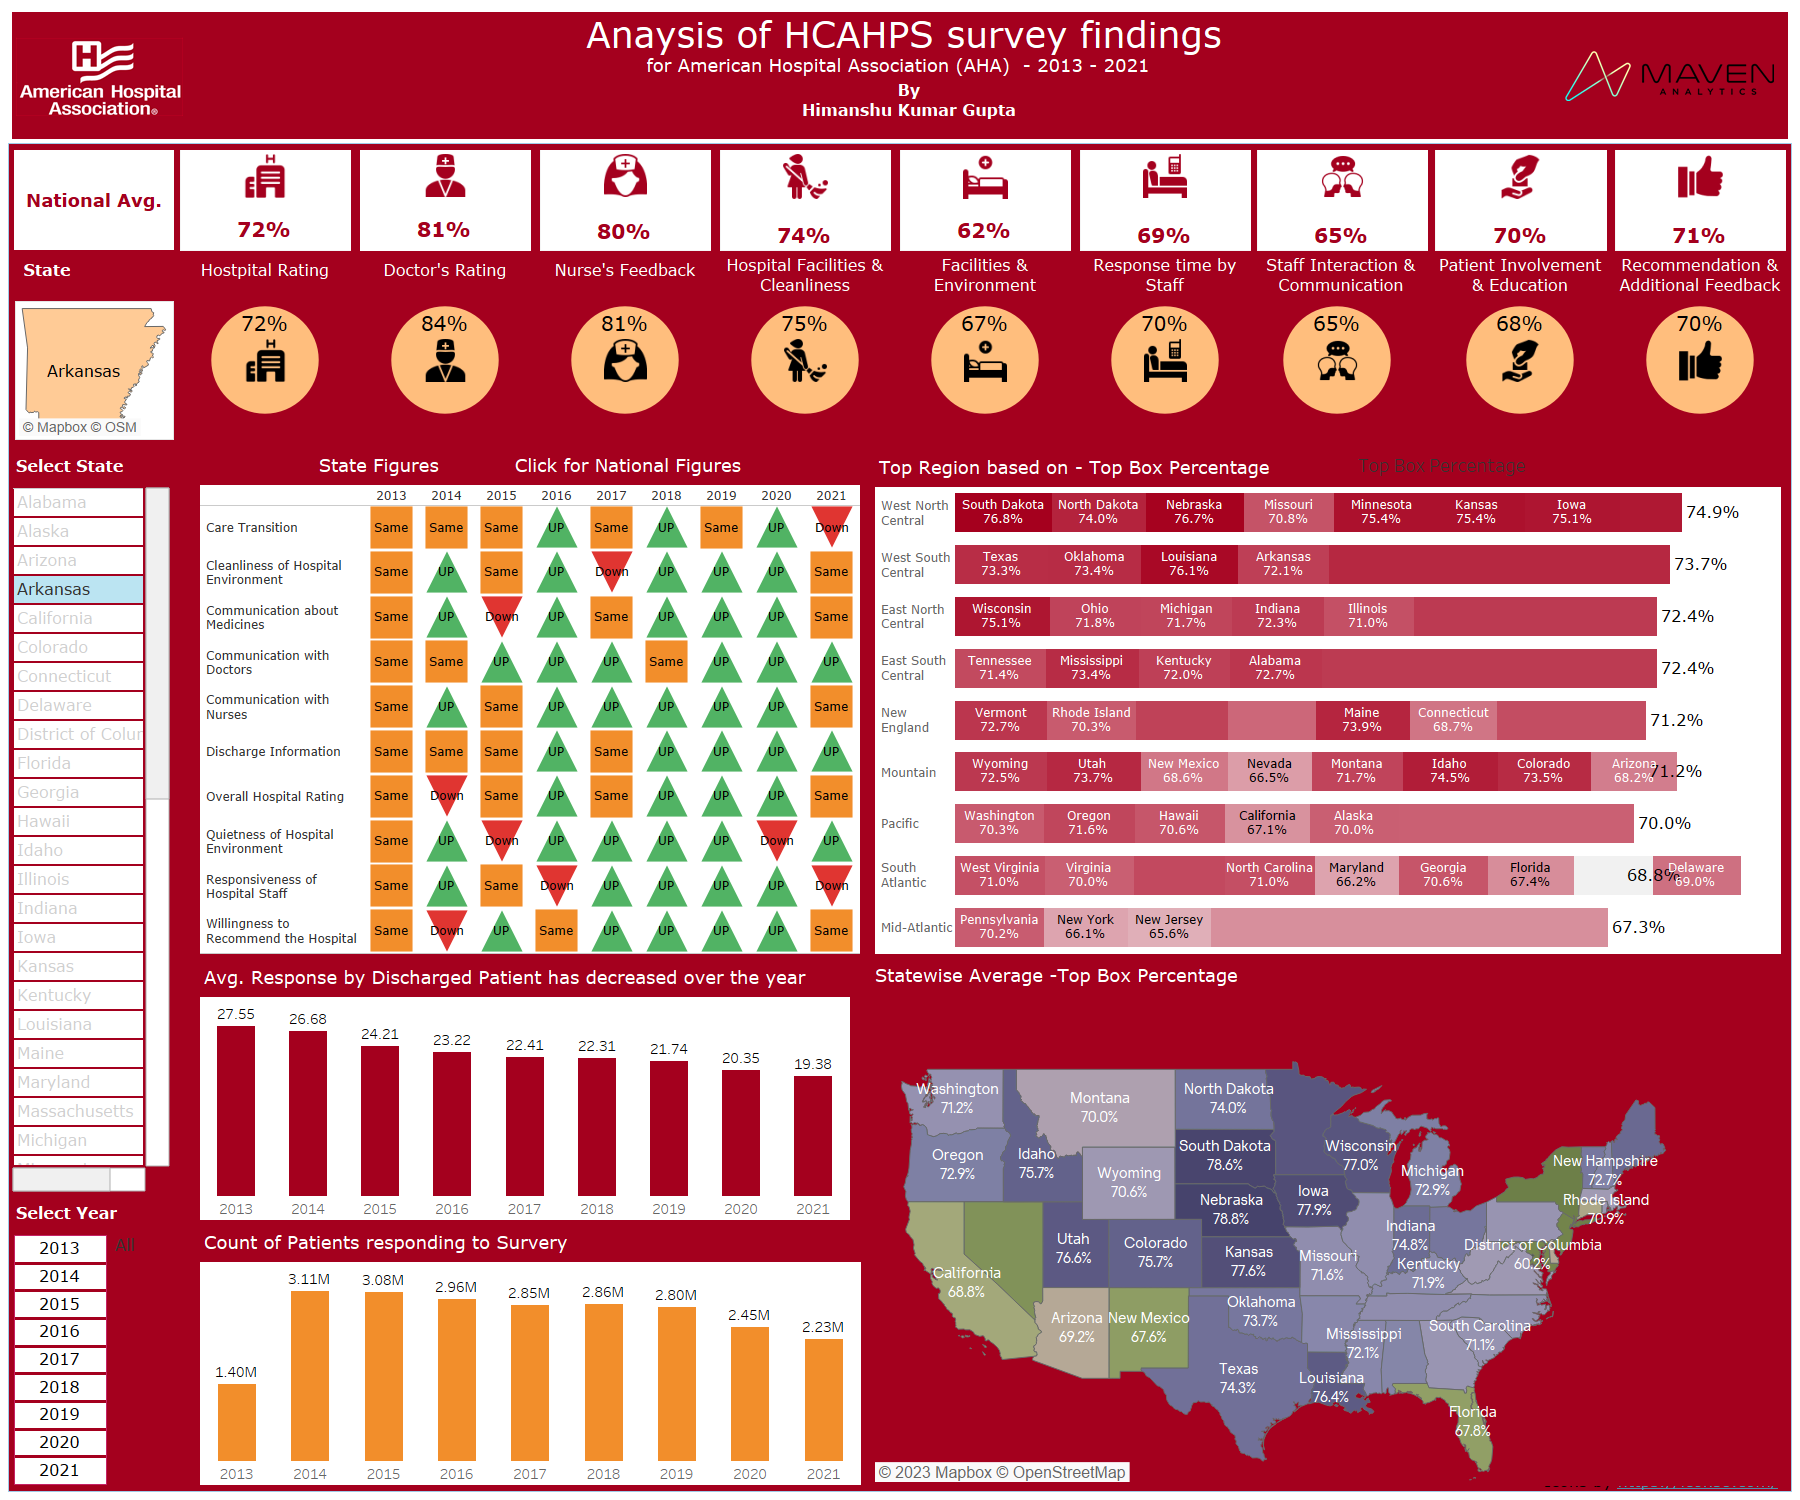 Anaysis of HCAHPS survey findings
for American Hospital Association (AHA) - 2013 - 2021
By
Himanshu Kumar Gupta
H
American Hospital
Association®
MAVEN
ANALYTICS
National Avg.
72%
81%
80%
74%
62%
69%
65%
70%
71%
State
Hostpital Rating
Doctor's Rating
Nurse's Feedback
Hospital Facilities &
Cleanliness
Facilities &
Environment
Response time by
Staff
Staff Interaction &
Communication
Patient Involvement
& Education
Recommendation &
Additional Feedback
Arkansas
© Mapbox © OSM
72%
84%
81%
75%
67%
70%
65%
68%
70%
Select State
Alabama
Alaska
Arizona
Arkansas
California
Colorado
Connecticut
Delaware
District of Colur
Florida
Georgia
Hawaii
Idaho
Illinois
Indiana
Iowa
Kansas
Kentucky
Louisiana
Maine
Maryland
Massachusetts
Michigan
Select Year
All
2013
2014
2015
2016
2017
2018
2019
2020
2021
State Figures
Click for National Figures
2013 2014 2015 2016 2017 2018 2019 2020 2021
Care Transition
Same Same Same UP Same UP Same UP Down
Cleanliness of Hospital
Environment
Same UP Same UP Down UP UP UP Same
Communication about
Medicines
Same UP Down UP Same UP UP UP Same
Communication with
Doctors
Same Same UP UP UP Same UP UP UP
Communication with
Nurses
Same UP Same UP UP UP UP UP Same
Discharge Information
Same Same Same UP Same UP UP UP UP
Overall Hospital Rating
Same Down Same UP Same UP UP UP Same
Quietness of Hospital
Environment
Same UP Down UP UP UP UP Down UP
Responsiveness of
Hospital Staff
Same UP Same Down UP UP UP UP Down
Willingness to
Recommend the Hospital
Same Down UP Same UP UP UP UP Same
Top Region based on - Top Box Percentage
Top Box Percentage
West North
Central
South Dakota North Dakota Nebraska Missouri Minnesota Kansas Iowa
76.8% 74.0% 76.7% 70.8% 75.4% 75.4% 75.1%
74.9%
West South
Central
Texas Oklahoma Louisiana Arkansas
73.3% 73.4% 76.1% 72.1%
73.7%
East North
Central
Wisconsin Ohio Michigan Indiana Illinois
75.1% 71.8% 71.7% 72.3% 71.0%
72.4%
East South
Central
Tennessee Mississippi Kentucky Alabama
71.4% 73.4% 72.0% 72.7%
72.4%
New
England
Vermont Rhode Island Maine Connecticut
72.7% 70.3% 73.9% 68.7%
71.2%
Mountain
Wyoming Utah New Mexico Nevada Montana Idaho Colorado Arizona
72.5% 73.7% 68.6% 66.5% 71.7% 74.5% 73.5% 68.2%
71.2%
Pacific
Washington Oregon Hawaii California Alaska
70.3% 71.6% 70.6% 67.1% 70.0%
70.0%
South
Atlantic
West Virginia Virginia North Carolina Maryland Georgia Florida Delaware
71.0% 70.0% 71.0% 66.2% 70.6% 67.4% 69.0%
68.8%
Mid-Atlantic
Pennsylvania New York New Jersey
70.2% 66.1% 65.6%
67.3%
Avg. Response by Discharged Patient has decreased over the year
27.55 26.68 24.21 23.22 22.41 22.31 21.74 20.35 19.38
2013 2014 2015 2016 2017 2018 2019 2020 2021
Count of Patients responding to Survery
1.40M 3.11M 3.08M 2.96M 2.85M 2.86M 2.80M 2.45M 2.23M
2013 2014 2015 2016 2017 2018 2019 2020 2021
Statewise Average -Top Box Percentage
Washington
71.2%
Montana
70.0%
North Dakota
74.0%
Oregon
72.9%
Idaho
75.7%
Wyoming
70.6%
South Dakota
78.6%
Wisconsin
77.0%
Michigan
72.9%
New Hampshire
72.7%
Rhode Island
70.9%
Nebraska
78.8%
Iowa
77.9%
Utah
76.6%
Colorado
75.7%
Kansas
77.6%
Missouri
71.6%
Indiana
74.8%
Kentucky
71.9%
District of Columbia
60.2%
California
68.8%
Arizona
69.2%
New Mexico
67.6%
Oklahoma
73.7%
Mississippi
72.1%
South Carolina
71.1%
Texas
74.3%
Louisiana
76.4%
Florida
67.8%
© 2023 Mapbox © OpenStreetMap